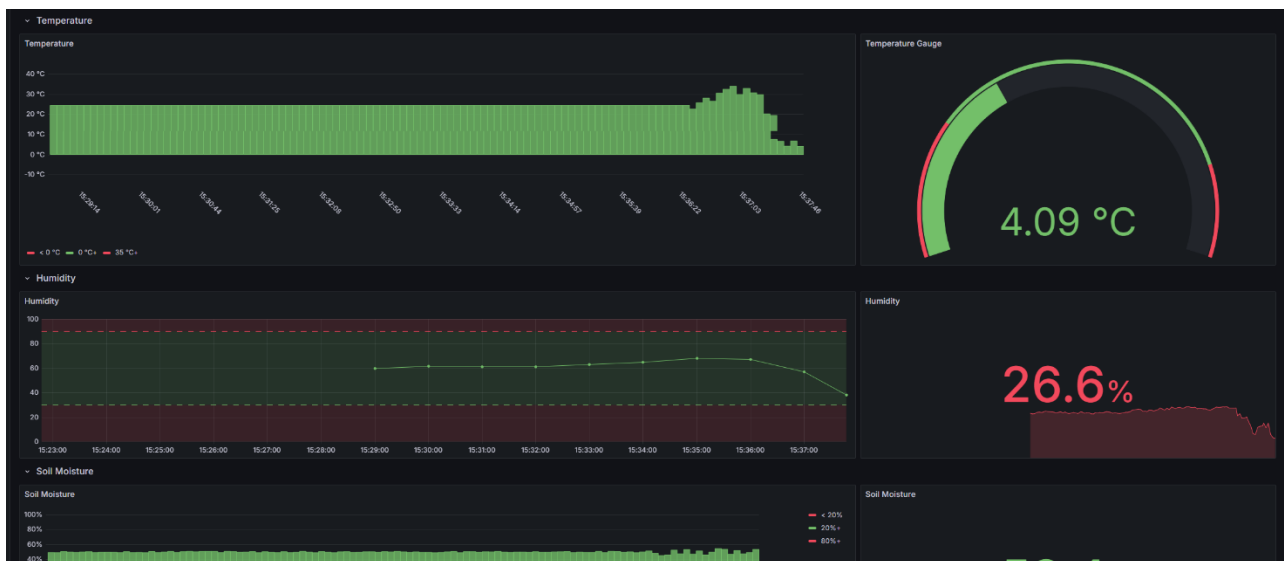 Temperature
Temperature
40 °C
30 °C
20 °C
10 °C
0 °C
-10 °C
15:29:14 15:30:01 15:30:44 15:31:25 15:32:08 15:32:50 15:33:33 15:34:14 15:34:57 15:35:39 15:36:22 15:37:03 15:37:46
< 0 °C 0 °C+ 35 °C+
Temperature Gauge
4.09 °C
Humidity
Humidity
100
80
60
40
20
0
15:23:00 15:24:00 15:25:00 15:26:00 15:27:00 15:28:00 15:29:00 15:30:00 15:31:00 15:32:00 15:33:00 15:34:00 15:35:00 15:36:00 15:37:00
Humidity
26.6%
Soil Moisture
Soil Moisture
100%
80%
60%
40%
< 20%
20%+
80%+
Soil Moisture